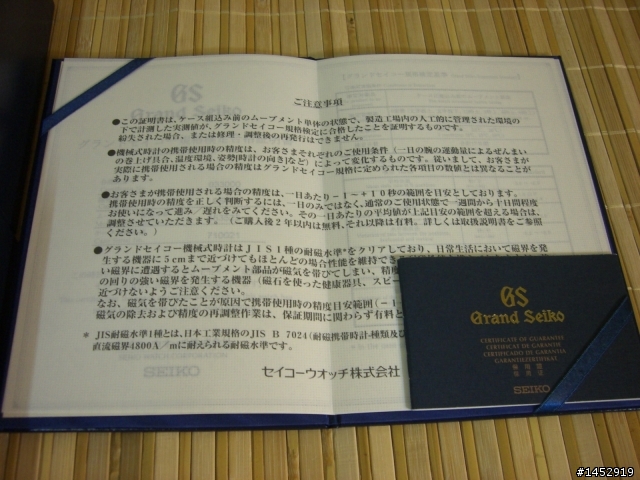 ご注意事項
●この証明書は、ケース組込み前のムーブメント単体の状態で、製造工場内の人工的に管理された環境の
下で計測した実測値が、グランドセイコー規格検定に合格したことを証明するものです。
紛失された場合、または修理・調整後の再発行はできません。
●機械式時計の携帯使用時の精度は、お客さまそれぞれのご使用条件（一日の腕の運動量によるぜんまい
の巻上げ具合、温度環境、姿勢[時計の向き]など）によって変化するものです。従いまして、お客さまが
実際に携帯使用される場合の精度はグランドセイコー規格に定められた各項目の数値とは異なることが
あります。
●お客さまが携帯使用される場合の精度は、一日あたり－1～＋10秒の範囲を目安としております。
携帯使用時の精度を正しく判断するには、一日のみではなく、通常のご使用状態で一週間から十日間程度
お使いになって進み／遅れをみてください。その一日あたりの平均値が上記目安の範囲を超える場合は、
調整させていただきます。（ご購入後2年以内は無料、それ以降は有料。詳しくは取扱説明書をご参照
ください。）
●グランドセイコー機械式時計はJIS1種の耐磁水準*をクリアしており、日常生活において磁界を発
生する機器に5cmまで近づけてもほとんどの場合性能を維持でき
い磁界に遭遇するとムーブメント部品が磁気を帯びてしまい、精度
の回りの強い磁界を発生する機器（磁石を使った健康器具、スピー
近づけないようご注意ください。
なお、磁気を帯びたことが原因で携帯使用時の精度目安範囲（－1
磁気の除去および精度の再調整作業は、保証期間に関わらず有料と
* JIS耐磁水準1種とは、日本工業規格のJIS B 7024（耐磁携帯時計-種類及び
直流磁界4800A／mに耐えられる耐磁水準です。
セイコーウオッチ株式会社
GS
Grand Seiko
CERTIFICATE OF GUARANTEE
CERTIFICAT DE GARANTIE
CERTIFICADO DE GARANTIA
GARANTIEZERTIFIKAT
保証書
SEIKO
#1452919